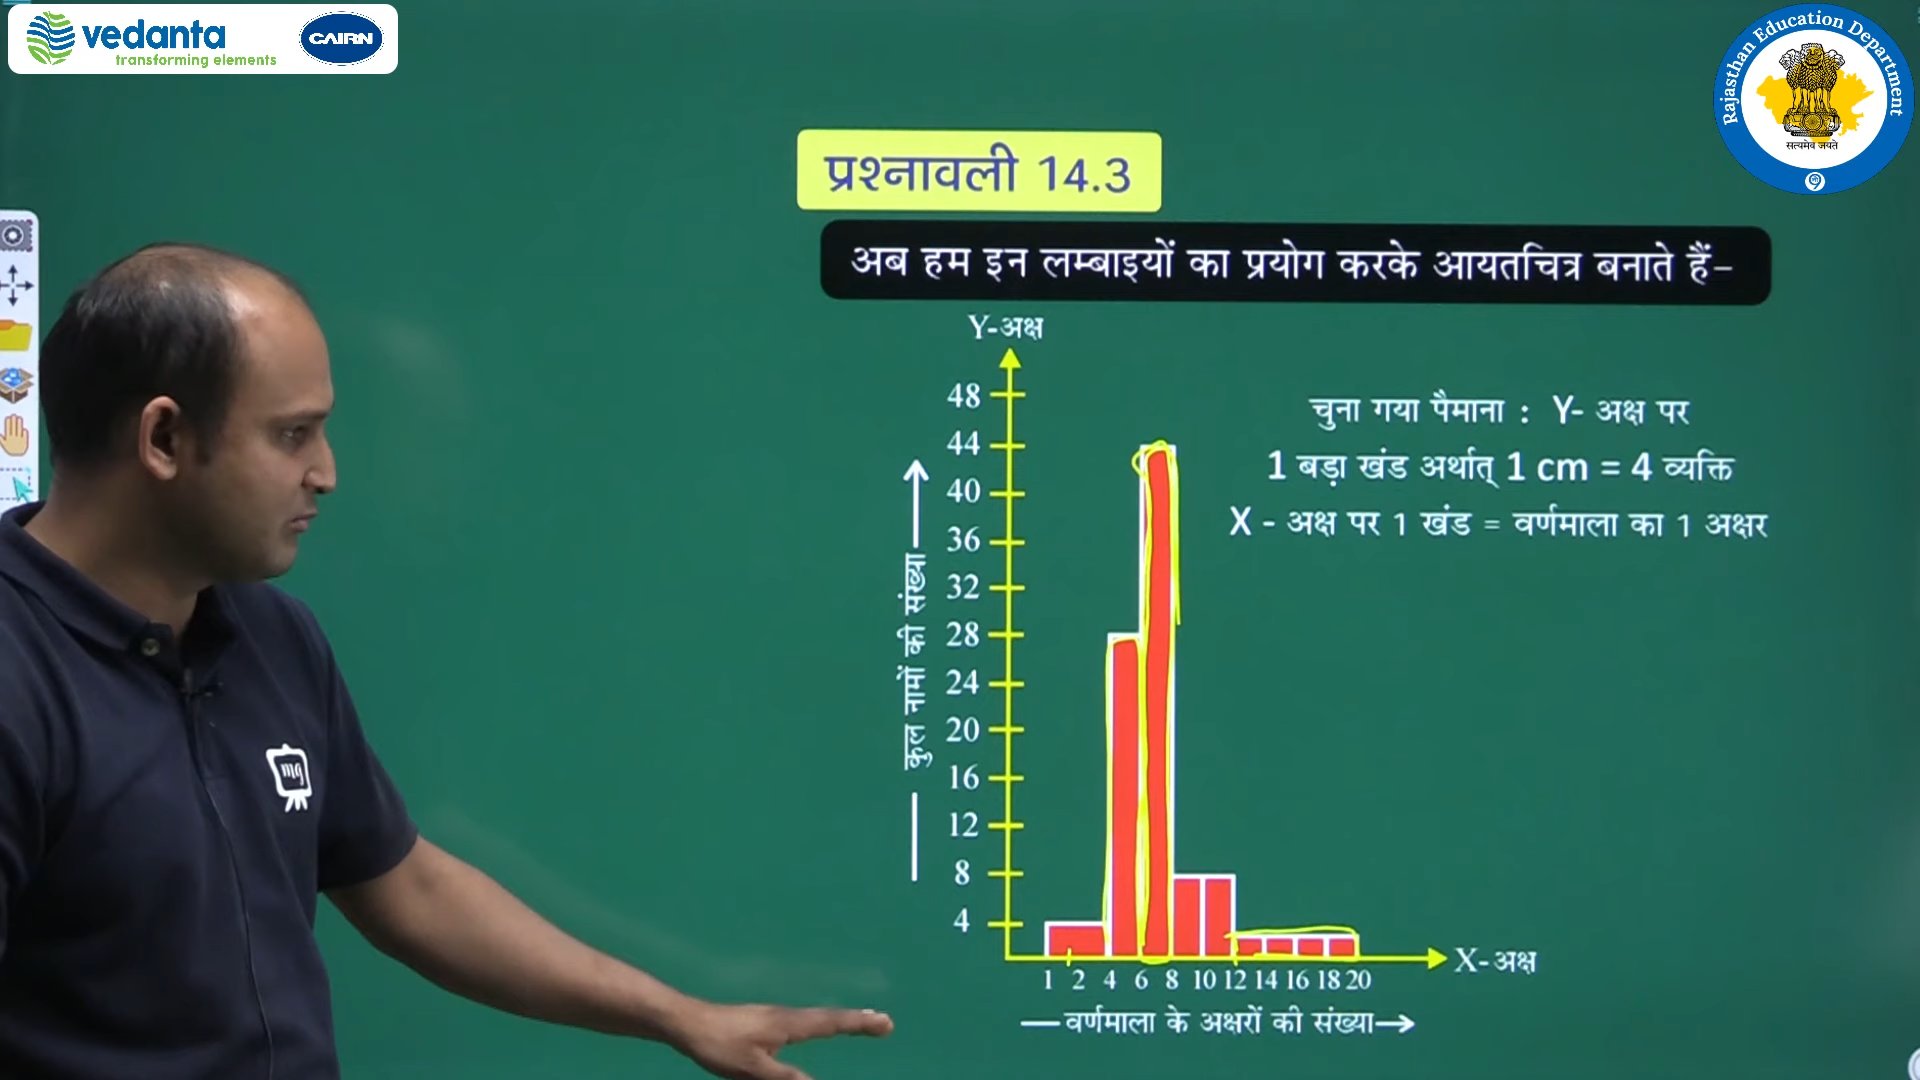 vedanta
transforming elements
CAIRN
Rajasthan Education Department
सत्यमेव जयते
प्रश्नावली 14.3
अब हम इन लम्बाइयों का प्रयोग करके आयतचित्र बनाते हैं–
Y-अक्ष
48
44
40
36
32
28
24
20
16
12
8
4
कुल नामों की संख्या
चुना गया पैमाना : Y- अक्ष पर
1 बड़ा खंड अर्थात् 1 cm = 4 व्यक्ति
X - अक्ष पर 1 खंड = वर्णमाला का 1 अक्षर
1 2 4 6 8 10 12 14 16 18 20
X-अक्ष
वर्णमाला के अक्षरों की संख्या
mg